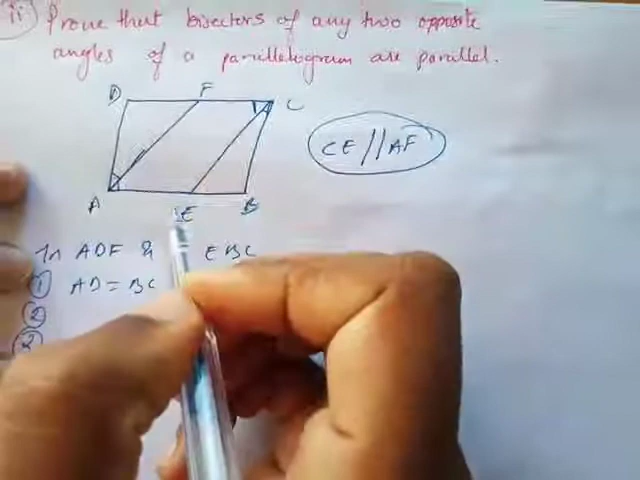 ii) Prove that bisectors of any two opposite
angles of a parallelogram are parallel.
D F C
CE // AF
A E B
In ADF & EBC
① AD = BC
②